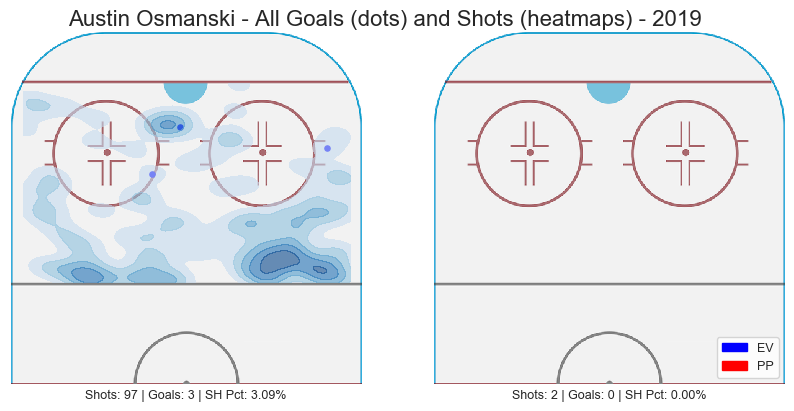 Austin Osmanski - All Goals (dots) and Shots (heatmaps) - 2019
EV
PP
Shots: 97 | Goals: 3 | SH Pct: 3.09%
Shots: 2 | Goals: 0 | SH Pct: 0.00%